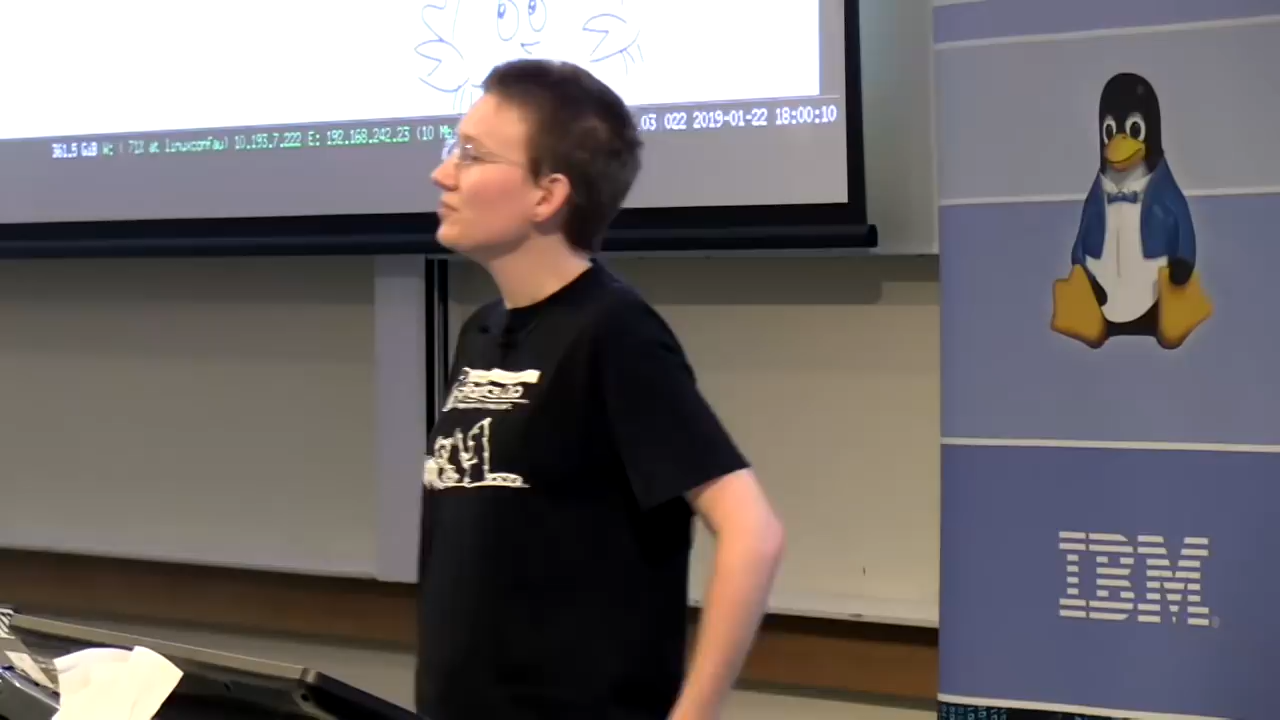 361.5 GiB W: ( 71% at linuxconfau) 10.193.7.222 E: 192.168.242.23 (10 Mb
.03 |022 2019-01-22 18:00:10
IBM